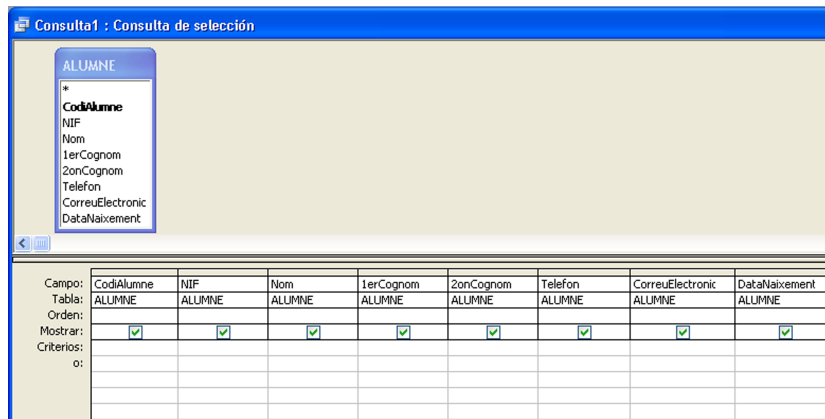 Consulta1 : Consulta de selección
ALUMNE
*
CodiAlumne
NIF
Nom
1erCognom
2onCognom
Telefon
CorreuElectronic
DataNaixement
Campo: CodiAlumne NIF Nom 1erCognom 2onCognom Telefon CorreuElectronic DataNaixement
Tabla: ALUMNE ALUMNE ALUMNE ALUMNE ALUMNE ALUMNE ALUMNE ALUMNE
Orden:
Mostrar:
Criterios:
o: